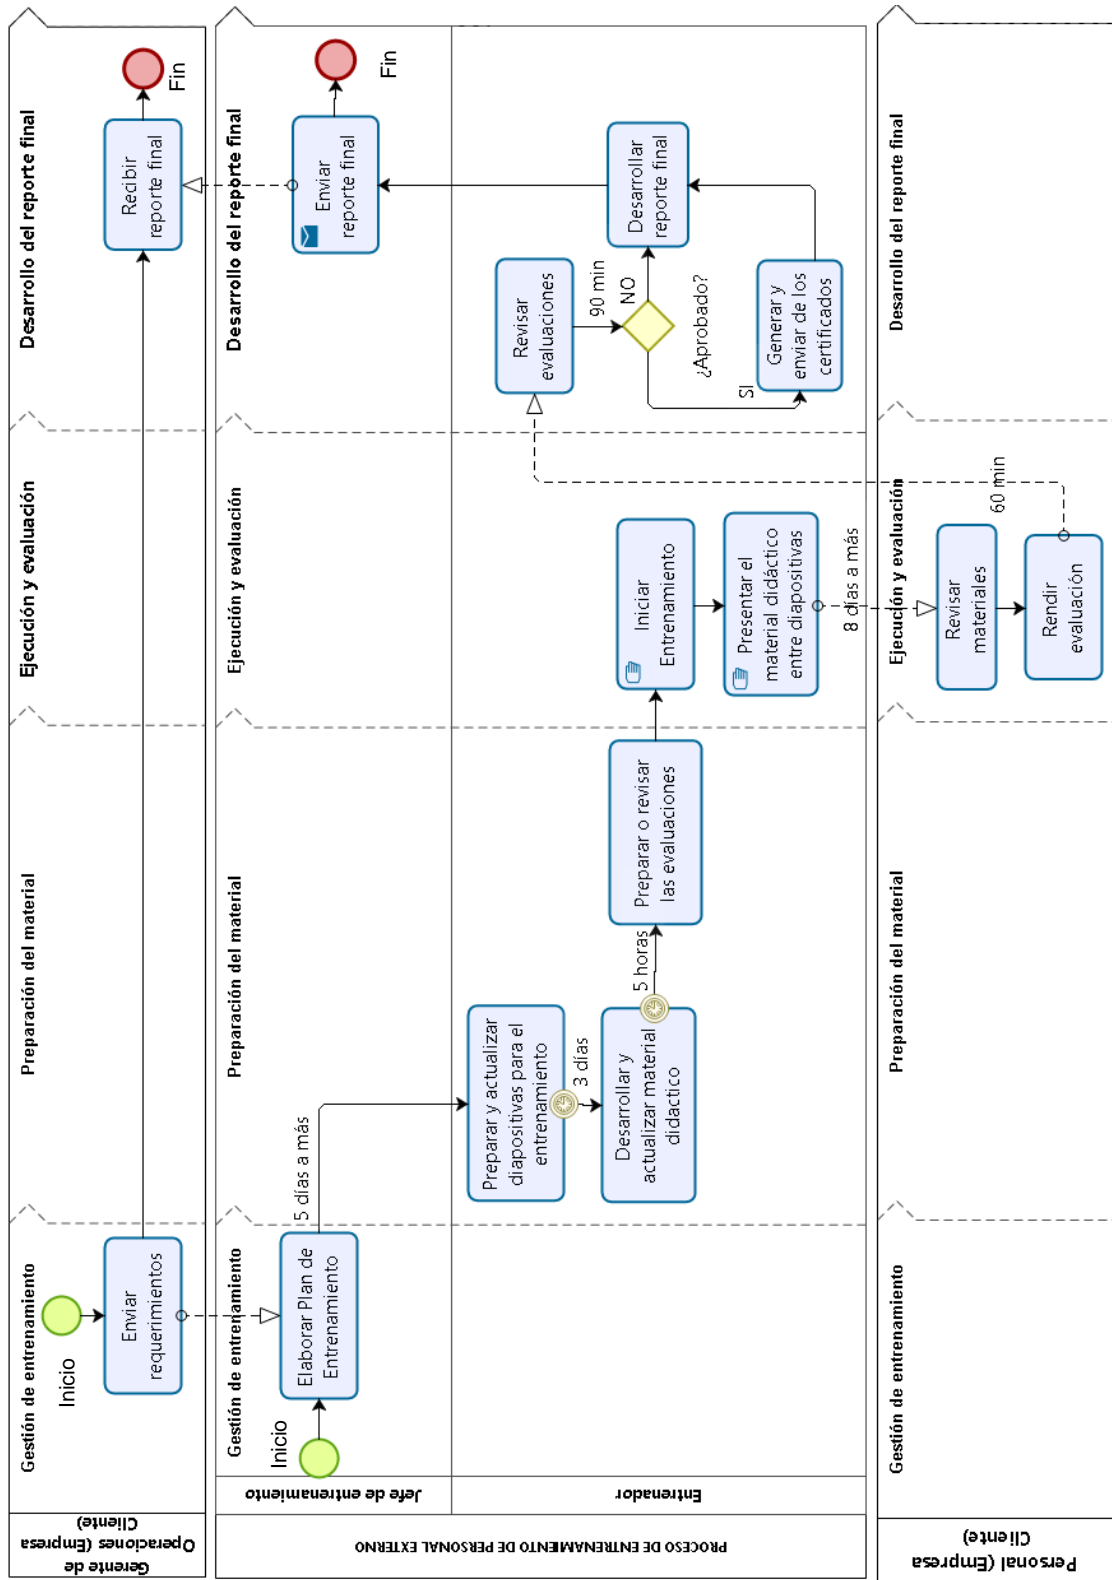 Gerente de
Operaciones (Empresa
Cliente)
Gestión de entrenamiento
Preparación del material
Ejecución y evaluación
Desarrollo del reporte final
Inicio
Enviar
requerimientos
Recibir
reporte final
Fin
PROCESO DE ENTRENAMIENTO DE PERSONAL EXTERNO
Jefe de entrenamiento
Gestión de entrenamiento
Preparación del material
Ejecución y evaluación
Desarrollo del reporte final
Inicio
Elaborar Plan de
Entrenamiento
5 días a más
Enviar
reporte final
Fin
Entrenador
Preparar y actualizar
diapositivas para el
entrenamiento
3 días
Desarrollar y
actualizar material
didactico
5 horas
Preparar o revisar
las evaluaciones
Iniciar
Entrenamiento
Presentar el
material didáctico
entre diapositivas
8 días a más
Revisar
evaluaciones
90 min
NO
¿Aprobado?
SI
Desarrollar
reporte final
Generar y
enviar de los
certificados
Personal (Empresa
Cliente)
Gestión de entrenamiento
Preparación del material
Ejecución y evaluación
Desarrollo del reporte final
Revisar
materiales
Rendir
evaluación
60 min